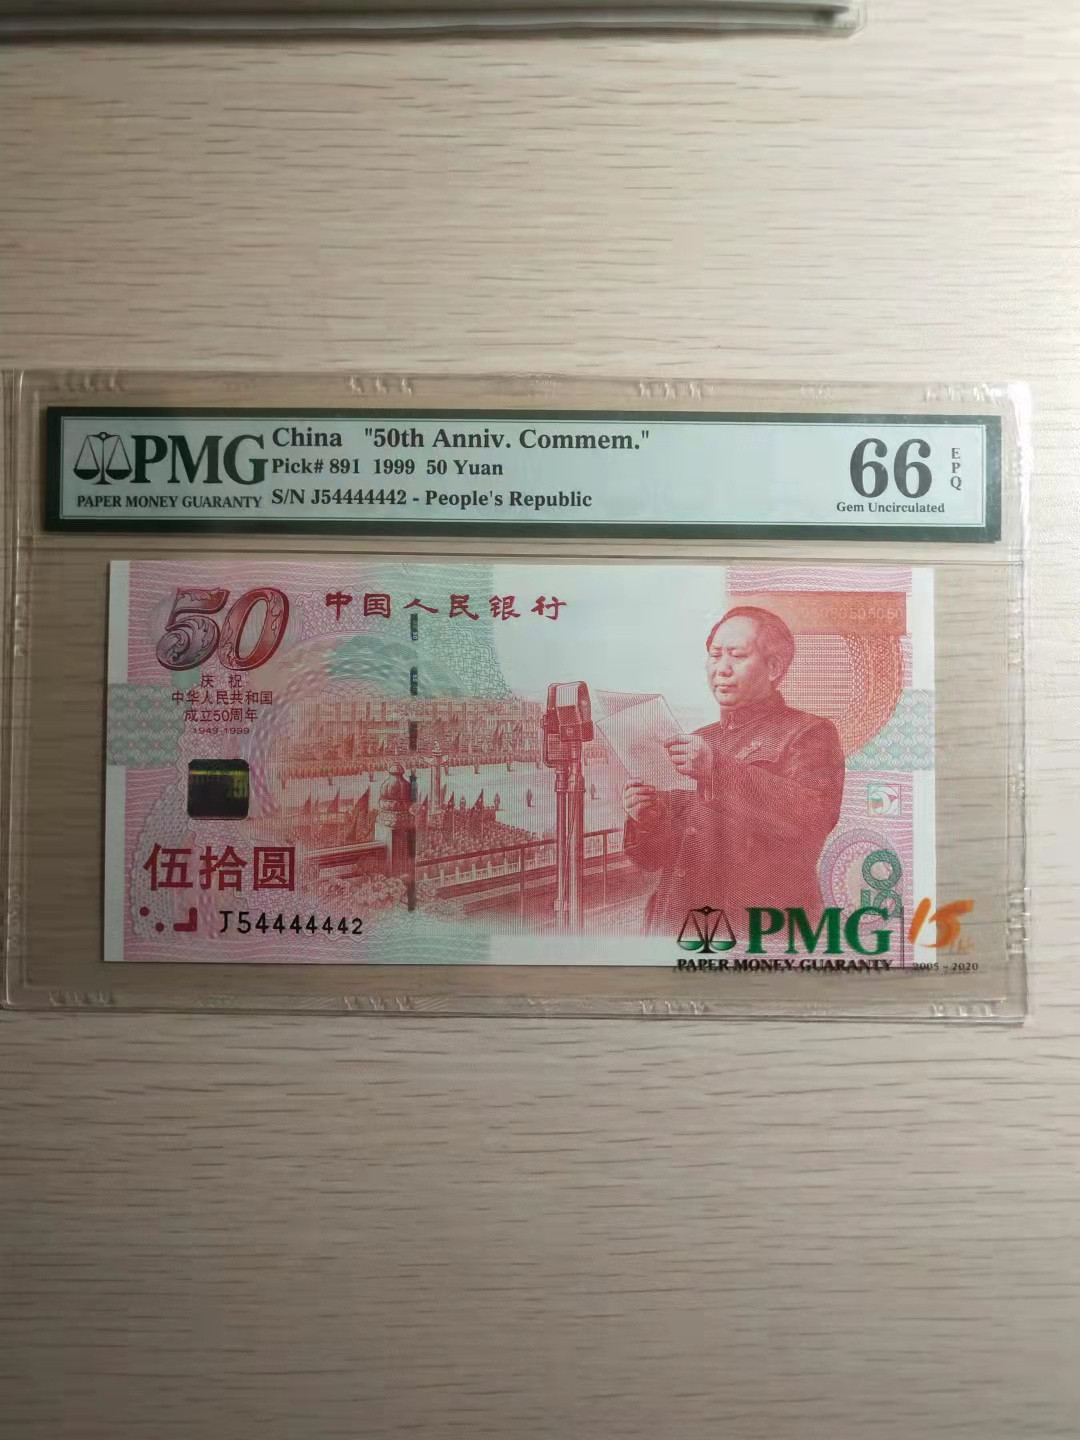 PMG
PAPER MONEY GUARANTY
China "50th Anniv. Commem."
Pick# 891 1999 50 Yuan
S/N J54444442 - People's Republic
66
EPQ
Gem Uncirculated
50
中国人民银行
庆祝
中华人民共和国
成立50周年
1949-1999
伍拾圆
J54444442
50
PMG
PAPER MONEY GUARANTY
15
2005 - 2020